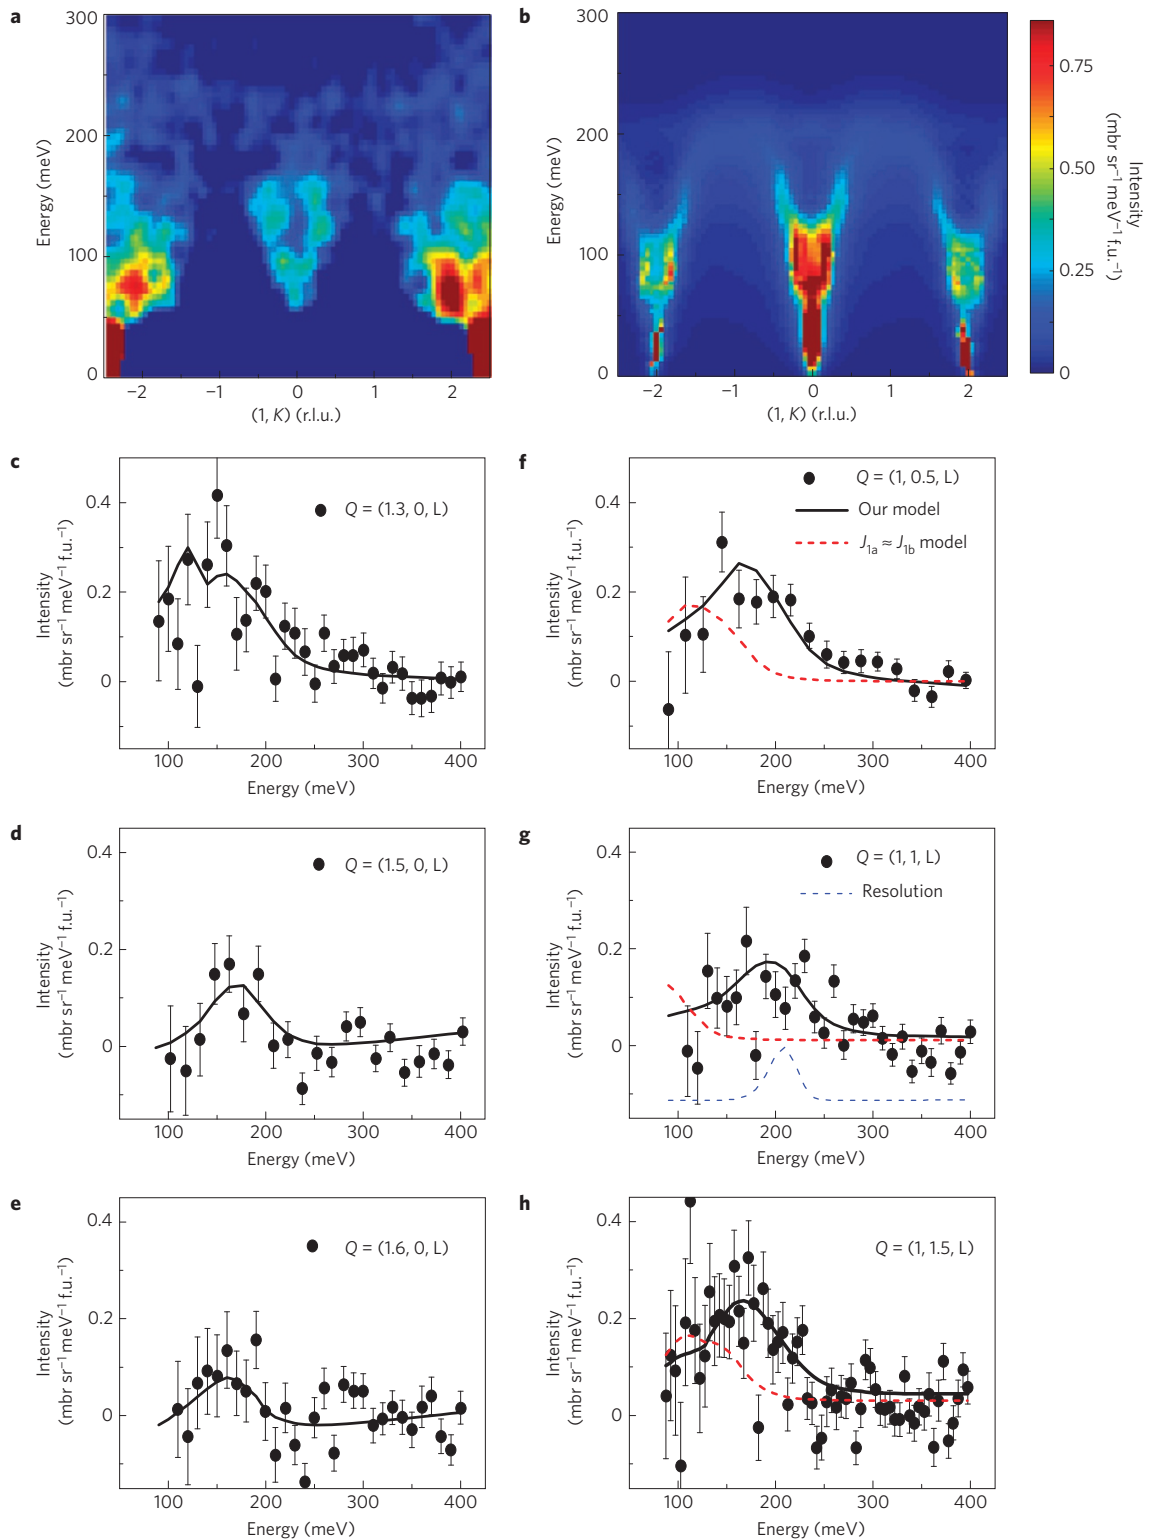 a
300
200
100
0
Energy (meV)
−2 −1 0 1 2
(1, K) (r.l.u.)
b
300
200
100
0
Energy (meV)
−2 −1 0 1 2
(1, K) (r.l.u.)
0.75
0.50
0.25
0
Intensity
(mbr sr⁻¹ meV⁻¹ f.u.⁻¹)
c
Q = (1.3, 0, L)
0.4
0.2
0
Intensity
(mbr sr⁻¹ meV⁻¹ f.u.⁻¹)
100 200 300 400
Energy (meV)
f
Q = (1, 0.5, L)
Our model
J₁ₐ ≈ J₁b model
0.4
0.2
0
Intensity
(mbr sr⁻¹ meV⁻¹ f.u.⁻¹)
100 200 300 400
Energy (meV)
d
Q = (1.5, 0, L)
0.4
0.2
0
Intensity
(mbr sr⁻¹ meV⁻¹ f.u.⁻¹)
100 200 300 400
Energy (meV)
g
Q = (1, 1, L)
Resolution
0.4
0.2
0
Intensity
(mbr sr⁻¹ meV⁻¹ f.u.⁻¹)
100 200 300 400
Energy (meV)
e
Q = (1.6, 0, L)
0.4
0.2
0
Intensity
(mbr sr⁻¹ meV⁻¹ f.u.⁻¹)
100 200 300 400
Energy (meV)
h
Q = (1, 1.5, L)
0.4
0.2
0
Intensity
(mbr sr⁻¹ meV⁻¹ f.u.⁻¹)
100 200 300 400
Energy (meV)